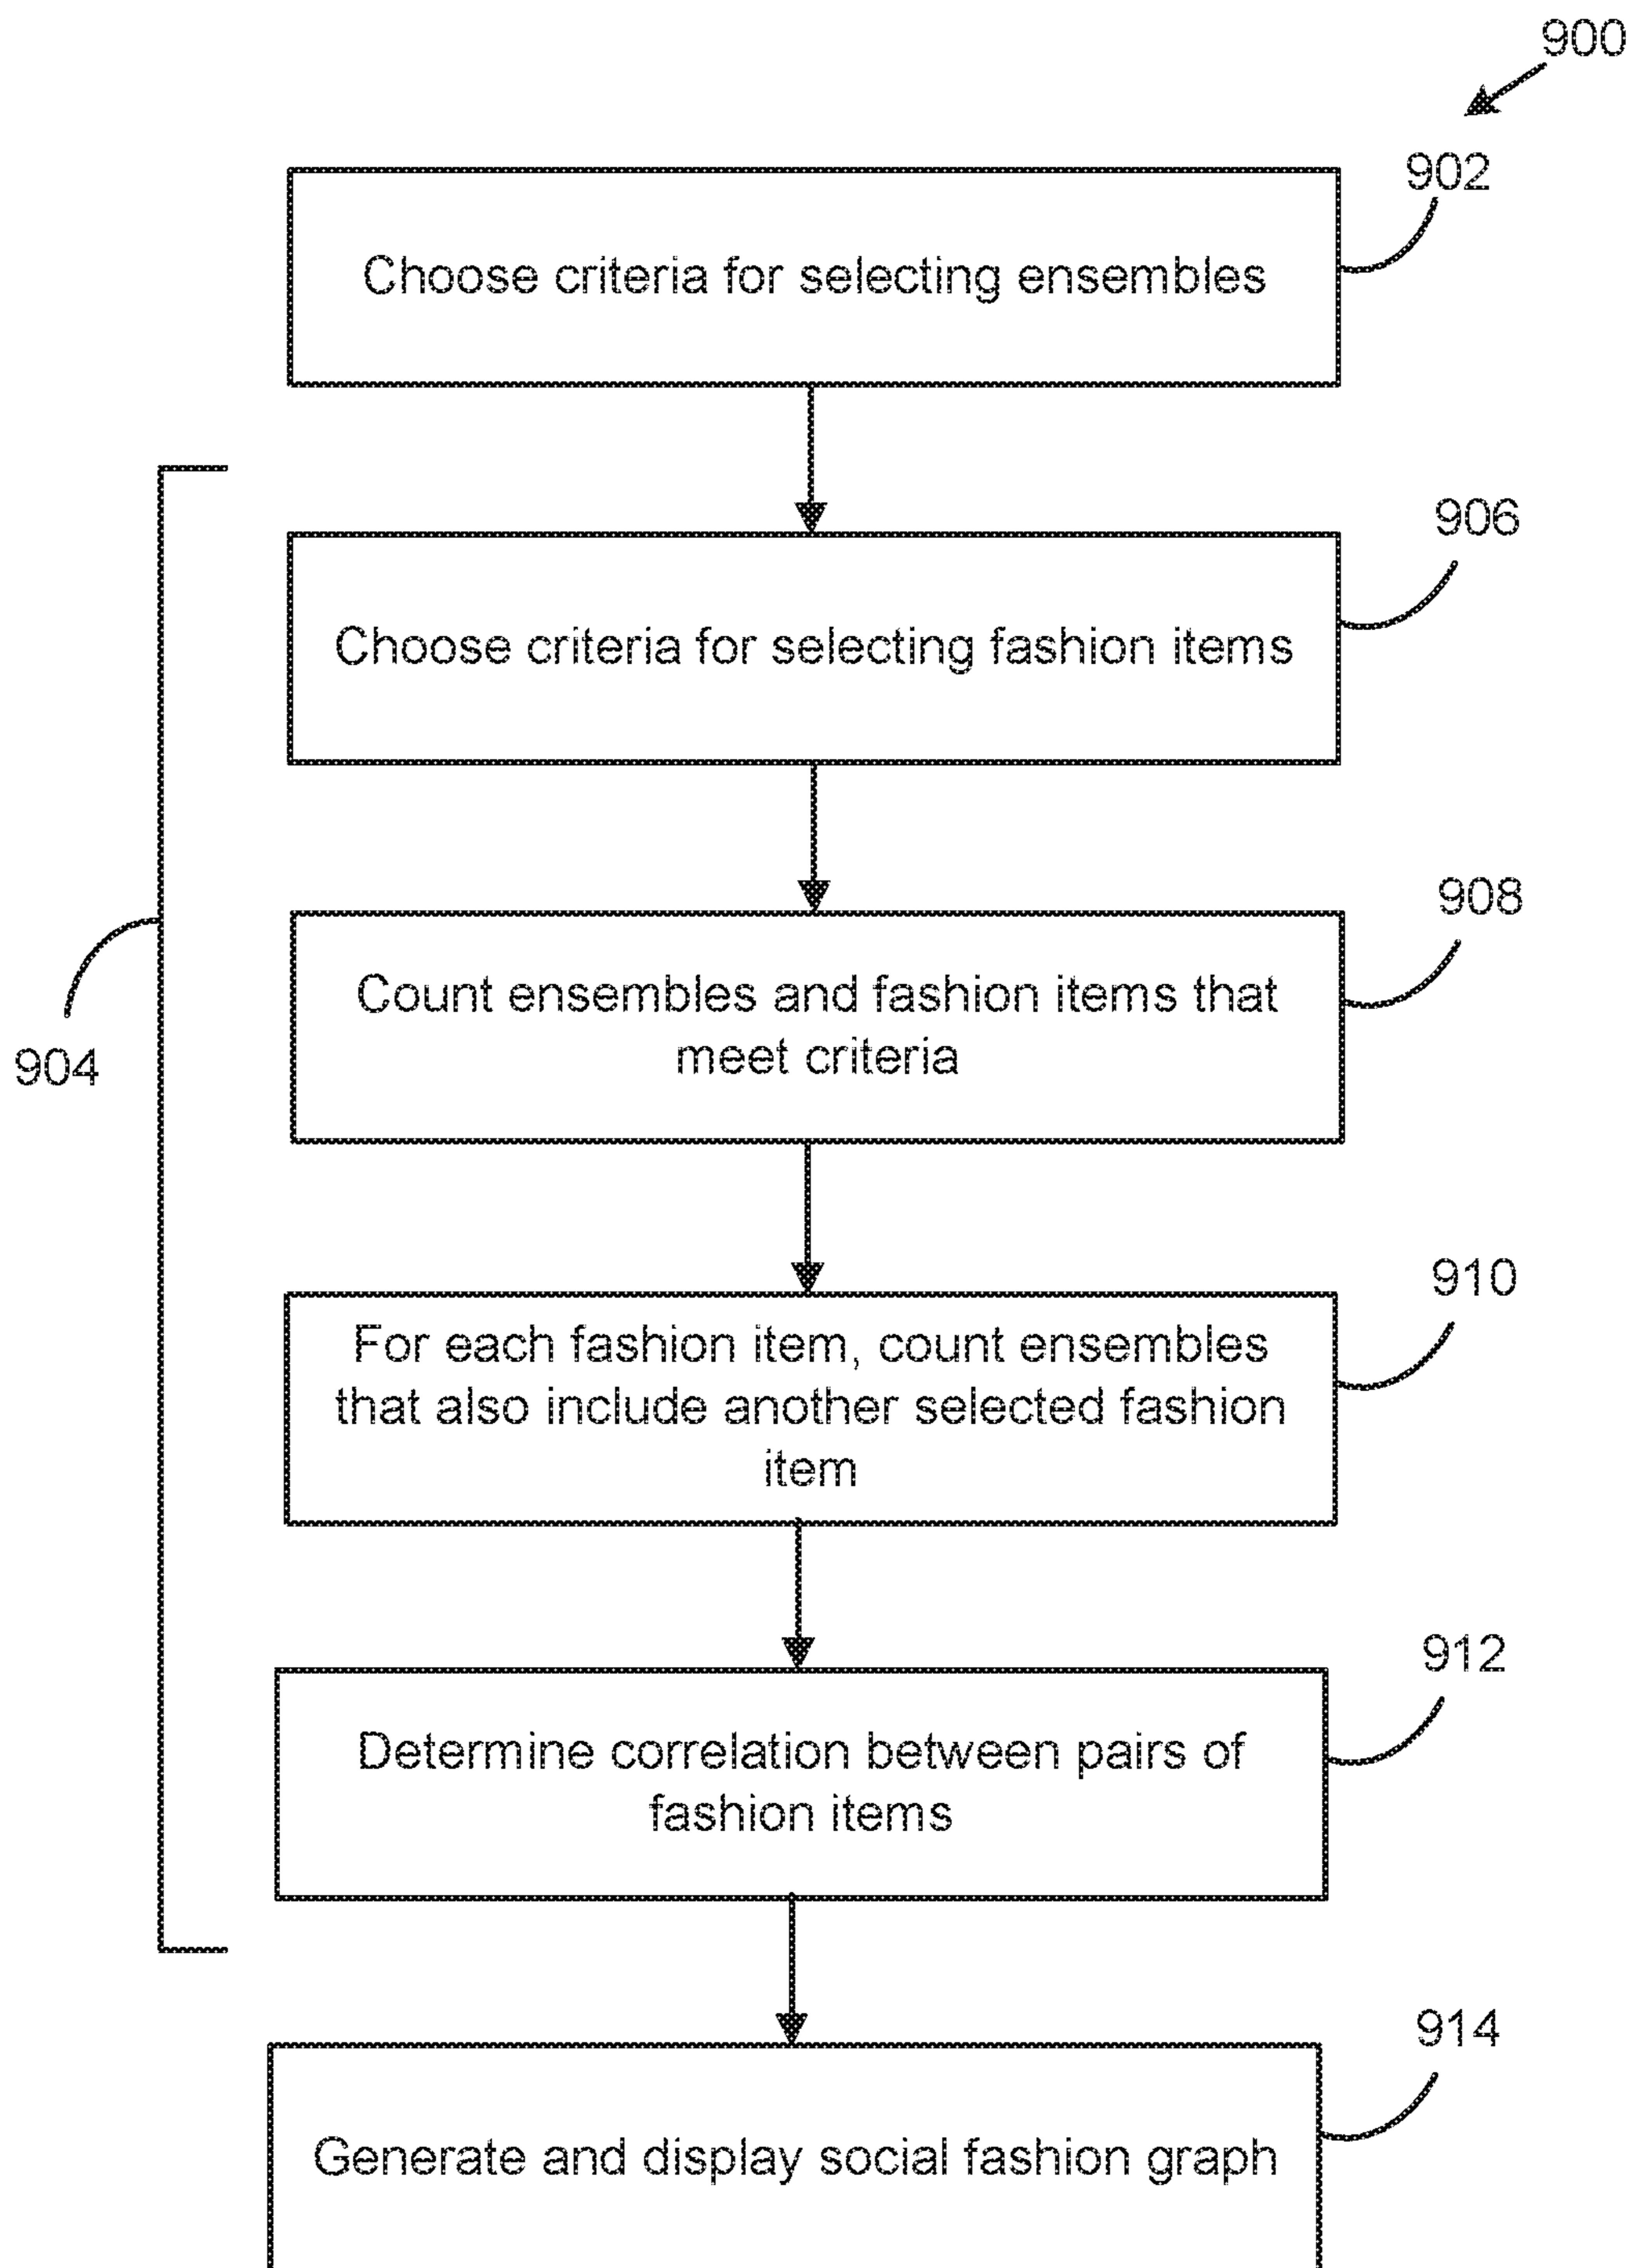 900
902
Choose criteria for selecting ensembles
906
Choose criteria for selecting fashion items
908
Count ensembles and fashion items that
meet criteria
904
910
For each fashion item, count ensembles
that also include another selected fashion
item
912
Determine correlation between pairs of
fashion items
914
Generate and display social fashion graph